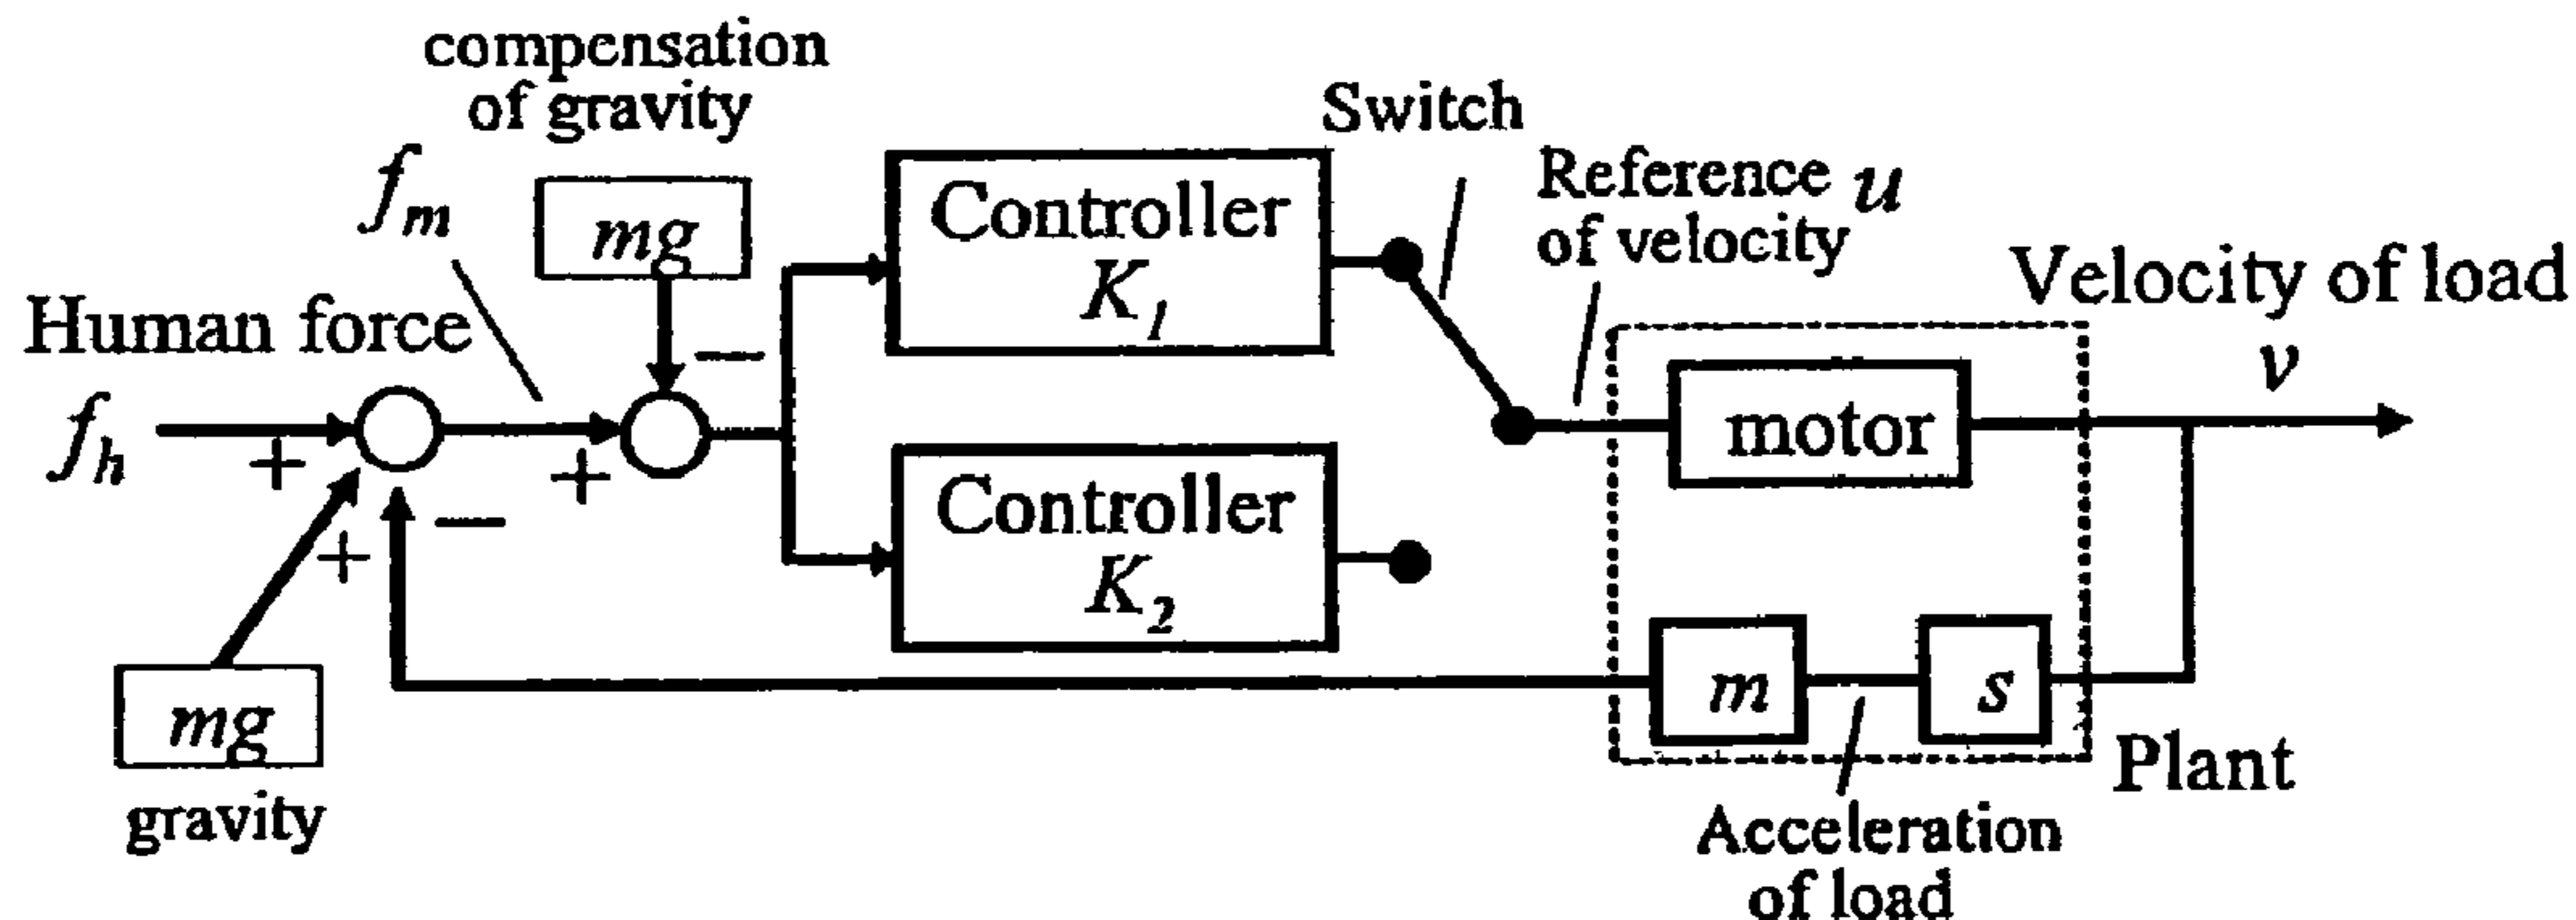 compensation
of gravity
f_m
mg
Switch
Controller
K_1
Reference
of velocity u
Velocity of load
v
Human force
f_h
+
+
−
+
−
motor
Controller
K_2
mg
gravity
m
s
Plant
Acceleration
of load